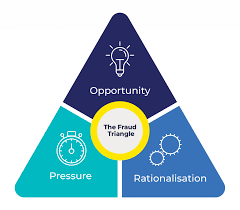 Opportunity
The Fraud
Triangle
Pressure
Rationalisation